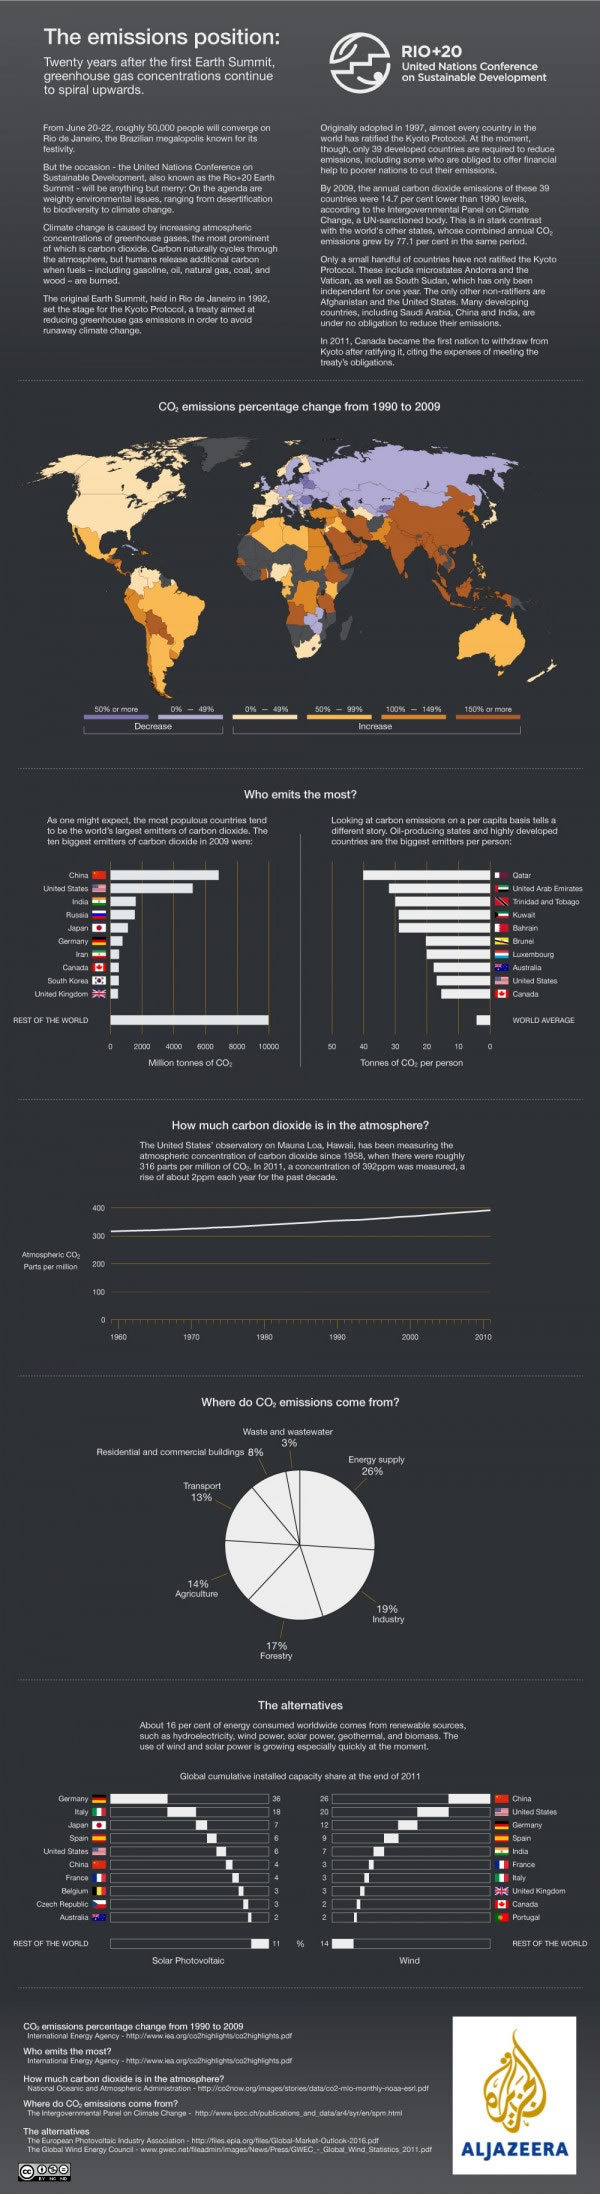 The emissions position:
Twenty years after the first Earth Summit,
greenhouse gas concentrations continue
to spiral upwards.
RIO+20
United Nations Conference
on Sustainable Development
From June 20-22, roughly 50,000 people will converge on
Rio de Janeiro, the Brazilian megalopolis known for its
festivity.
But the occasion - the United Nations Conference on
Sustainable Development, also known as the Rio+20 Earth
Summit - will be anything but merry: On the agenda are
weighty environmental issues, ranging from desertification
to biodiversity to climate change.
Climate change is caused by increasing atmospheric
concentrations of greenhouse gases, the most prominent
of which is carbon dioxide. Carbon naturally cycles through
the atmosphere, but humans release additional carbon
when fuels – including gasoline, oil, natural gas, coal, and
wood – are burned.
The original Earth Summit, held in Rio de Janeiro in 1992,
set the stage for the Kyoto Protocol, a treaty aimed at
reducing greenhouse gas emissions in order to avoid
runaway climate change.
Originally adopted in 1997, almost every country in the
world has ratified the Kyoto Protocol. At the moment,
though, only 39 developed countries are required to reduce
emissions, including some who are obliged to offer financial
help to poorer nations to cut their emissions.
By 2009, the annual carbon dioxide emissions of these 39
countries were 14.7 per cent lower than 1990 levels,
according to the Intergovernmental Panel on Climate
Change, a UN-sanctioned body. This is in stark contrast
with the world's other states, whose combined annual CO₂
emissions grew by 77.1 per cent in the same period.
Only a small handful of countries have not ratified the Kyoto
Protocol. These include microstates Andorra and the
Vatican, as well as South Sudan, which has only been
independent for one year. The only other non-ratifiers are
Afghanistan and the United States. Many developing
countries, including Saudi Arabia, China and India, are
under no obligation to reduce their emissions.
In 2011, Canada became the first nation to withdraw from
Kyoto after ratifying it, citing the expenses of meeting the
treaty's obligations.
CO₂ emissions percentage change from 1990 to 2009
50% or more 0% — 49% 0% — 49% 50% — 99% 100% — 149% 150% or more
Decrease Increase
Who emits the most?
As one might expect, the most populous countries tend
to be the world's largest emitters of carbon dioxide. The
ten biggest emitters of carbon dioxide in 2009 were:
China
United States
India
Russia
Japan
Germany
Iran
Canada
South Korea
United Kingdom
REST OF THE WORLD
0 2000 4000 6000 8000 10000
Million tonnes of CO₂
Looking at carbon emissions on a per capita basis tells a
different story. Oil-producing states and highly developed
countries are the biggest emitters per person:
Qatar
United Arab Emirates
Trinidad and Tobago
Kuwait
Bahrain
Brunei
Luxembourg
Australia
United States
Canada
WORLD AVERAGE
50 40 30 20 10 0
Tonnes of CO₂ per person
How much carbon dioxide is in the atmosphere?
The United States' observatory on Mauna Loa, Hawaii, has been measuring the
atmospheric concentration of carbon dioxide since 1958, when there were roughly
316 parts per million of CO₂. In 2011, a concentration of 392ppm was measured, a
rise of about 2ppm each year for the past decade.
400
300
Atmospheric CO₂
Parts per million
200
100
0
1960 1970 1980 1990 2000 2010
Where do CO₂ emissions come from?
Waste and wastewater
3%
Residential and commercial buildings 8%
Energy supply
26%
Transport
13%
14%
Agriculture
19%
Industry
17%
Forestry
The alternatives
About 16 per cent of energy consumed worldwide comes from renewable sources,
such as hydroelectricity, wind power, solar power, geothermal, and biomass. The
use of wind and solar power is growing especially quickly at the moment.
Global cumulative installed capacity share at the end of 2011
Germany 36
Italy 18
Japan 7
Spain 6
United States 6
China 4
France 4
Belgium 3
Czech Republic 3
Australia 2
REST OF THE WORLD 11 %
Solar Photovoltaic
26 China
20 United States
12 Germany
9 Spain
7 India
3 France
3 Italy
3 United Kingdom
2 Canada
2 Portugal
14 REST OF THE WORLD
Wind
CO₂ emissions percentage change from 1990 to 2009
International Energy Agency - http://www.iea.org/co2highlights/co2highlights.pdf
Who emits the most?
International Energy Agency - http://www.iea.org/co2highlights/co2highlights.pdf
How much carbon dioxide is in the atmosphere?
National Oceanic and Atmospheric Administration - http://co2now.org/images/stories/data/co2-mlo-monthly-noaa-esrl.pdf
Where do CO₂ emissions come from?
The Intergovernmental Panel on Climate Change - http://www.ipcc.ch/publications_and_data/ar4/syr/en/spm.html
The alternatives
The European Photovoltaic Industry Association - http://files.epia.org/files/Global-Market-Outlook-2016.pdf
The Global Wind Energy Council - www.gwec.net/fileadmin/images/News/Press/GWEC_-_Global_Wind_Statistics_2011.pdf
ALJAZEERA
CC
BY NC ND